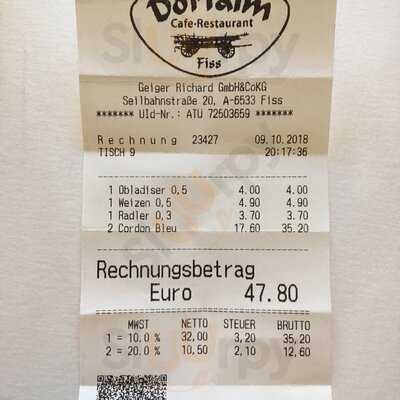 Dorfalm
Cafe-Restaurant
Fiss
Geiger Richard GmbH&CoKG
Seilbahnstraße 20, A-6533 Fiss
******* UId-Nr.: ATU 72503659 *******
Rechnung 23427 09.10.2018
TISCH 9 20:17:36
1 Obladiser 0,5 4.00 4.00
1 Weizen 0,5 4.90 4.90
1 Radler 0,3 3.70 3.70
2 Cordon Bleu 17.60 35.20
Rechnungsbetrag
Euro 47.80
MWST NETTO STEUER BRUTTO
1 = 10.0 % 32,00 3,20 35,20
2 = 20.0 % 10,50 2,10 12,60